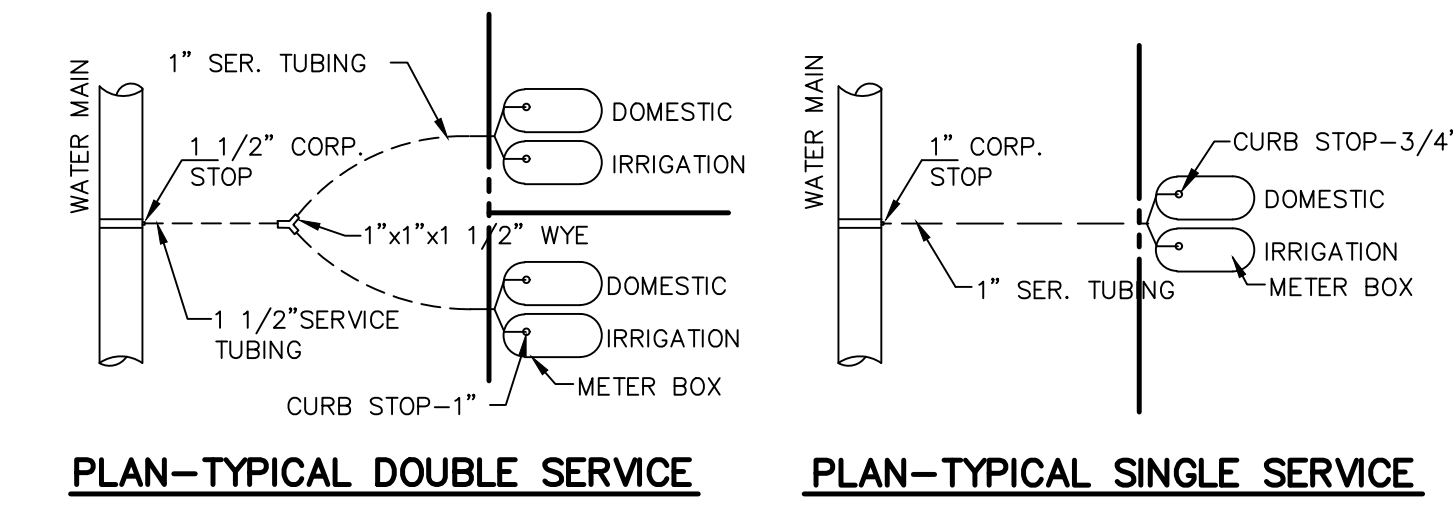 1” SER. TUBING
WATER MAIN
DOMESTIC
1 1/2” CORP.
STOP
IRRIGATION
1”x1”x1 1/2” WYE
DOMESTIC
1 1/2”SERVICE
TUBING
IRRIGATION
METER BOX
CURB STOP–1”
PLAN–TYPICAL DOUBLE SERVICE
WATER MAIN
1” CORP.
STOP
CURB STOP–3/4”
DOMESTIC
IRRIGATION
1” SER. TUBING
METER BOX
PLAN–TYPICAL SINGLE SERVICE